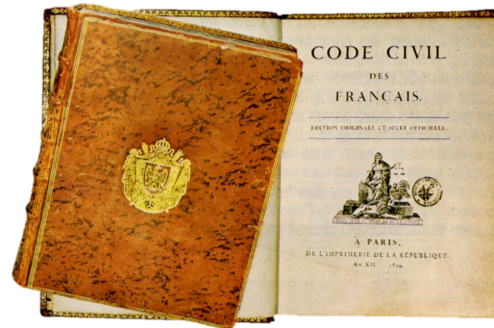 CODE CIVIL
DES
FRANÇAIS.
ÉDITION ORIGINALE ET SEULE OFFICIELLE.
À PARIS,
DE L'IMPRIMERIE DE LA RÉPUBLIQUE.
AN XII 1804.